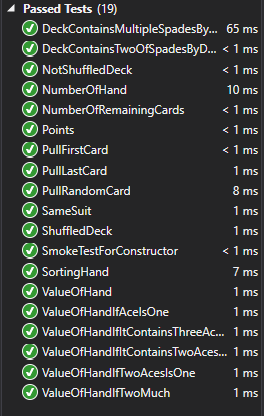 Passed Tests (19)
DeckContainsMultipleSpadesBy... 65 ms
DeckContainsTwoOfSpadesByD... < 1 ms
NotShuffledDeck < 1 ms
NumberOfHand 10 ms
NumberOfRemainingCards < 1 ms
Points < 1 ms
PullFirstCard < 1 ms
PullLastCard 1 ms
PullRandomCard 8 ms
SameSuit 1 ms
ShuffledDeck 1 ms
SmokeTestForConstructor < 1 ms
SortingHand 7 ms
ValueOfHand 1 ms
ValueOfHandIfAceIsOne 1 ms
ValueOfHandIfItContainsThreeAc... 1 ms
ValueOfHandIfItContainsTwoAces... 1 ms
ValueOfHandIfTwoAcesIsOne 1 ms
ValueOfHandIfTwoMuch 1 ms